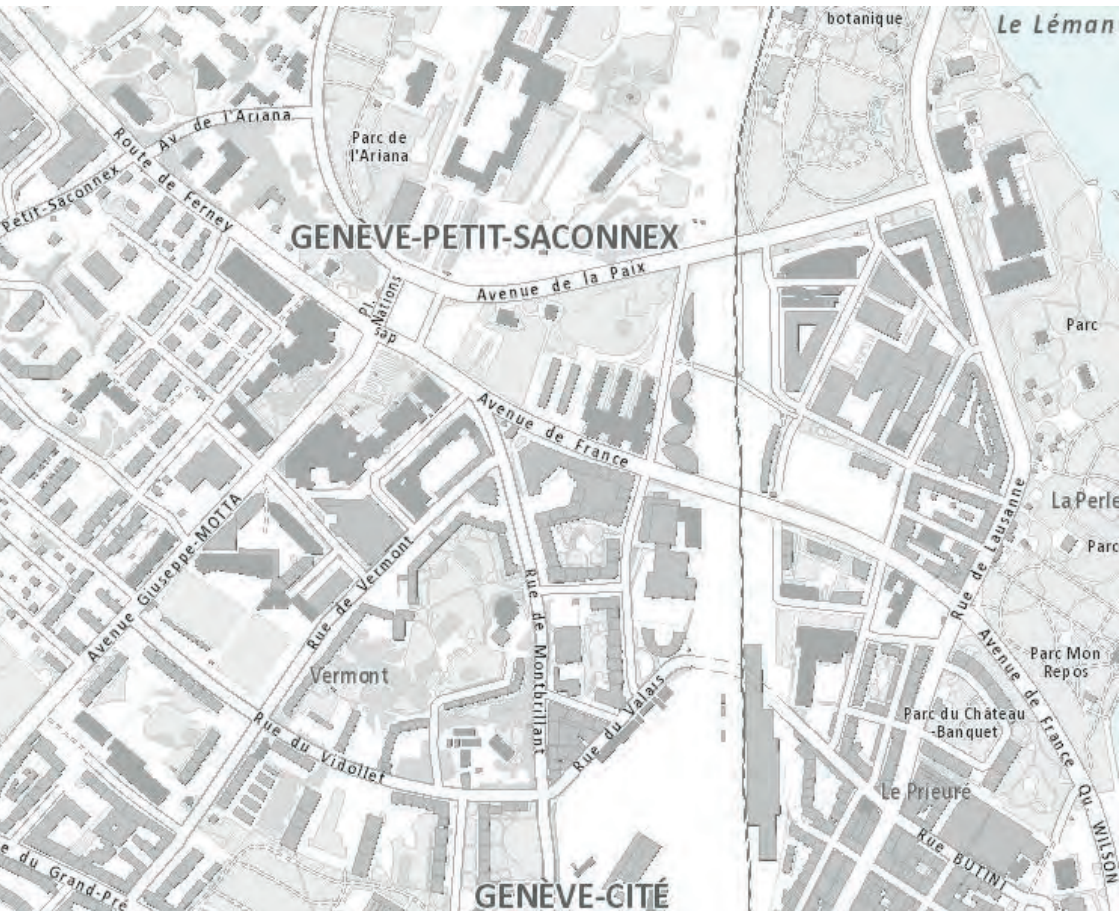 botanique
Le Léman
Av. de l'Ariana
Parc de
l'Ariana
Route de Ferney
Petit-Saconnex
GENÈVE-PETIT-SACONNEX
Avenue de la Paix
Pl.
des Nations
Parc
Avenue de France
La Perle
Avenue Giuseppe-MOTTA
Parc
Rue de Lausanne
Rue de Vermont
Rue de Montbrillant
Avenue de France
Parc Mon
Repos
Vermont
Rue du Valais
Parc du Château
-Banquet
Rue du Vidollet
Le Prieuré
Qu WILSON
Rue BUTINI
e du Grand-Pré
GENÈVE-CITÉ